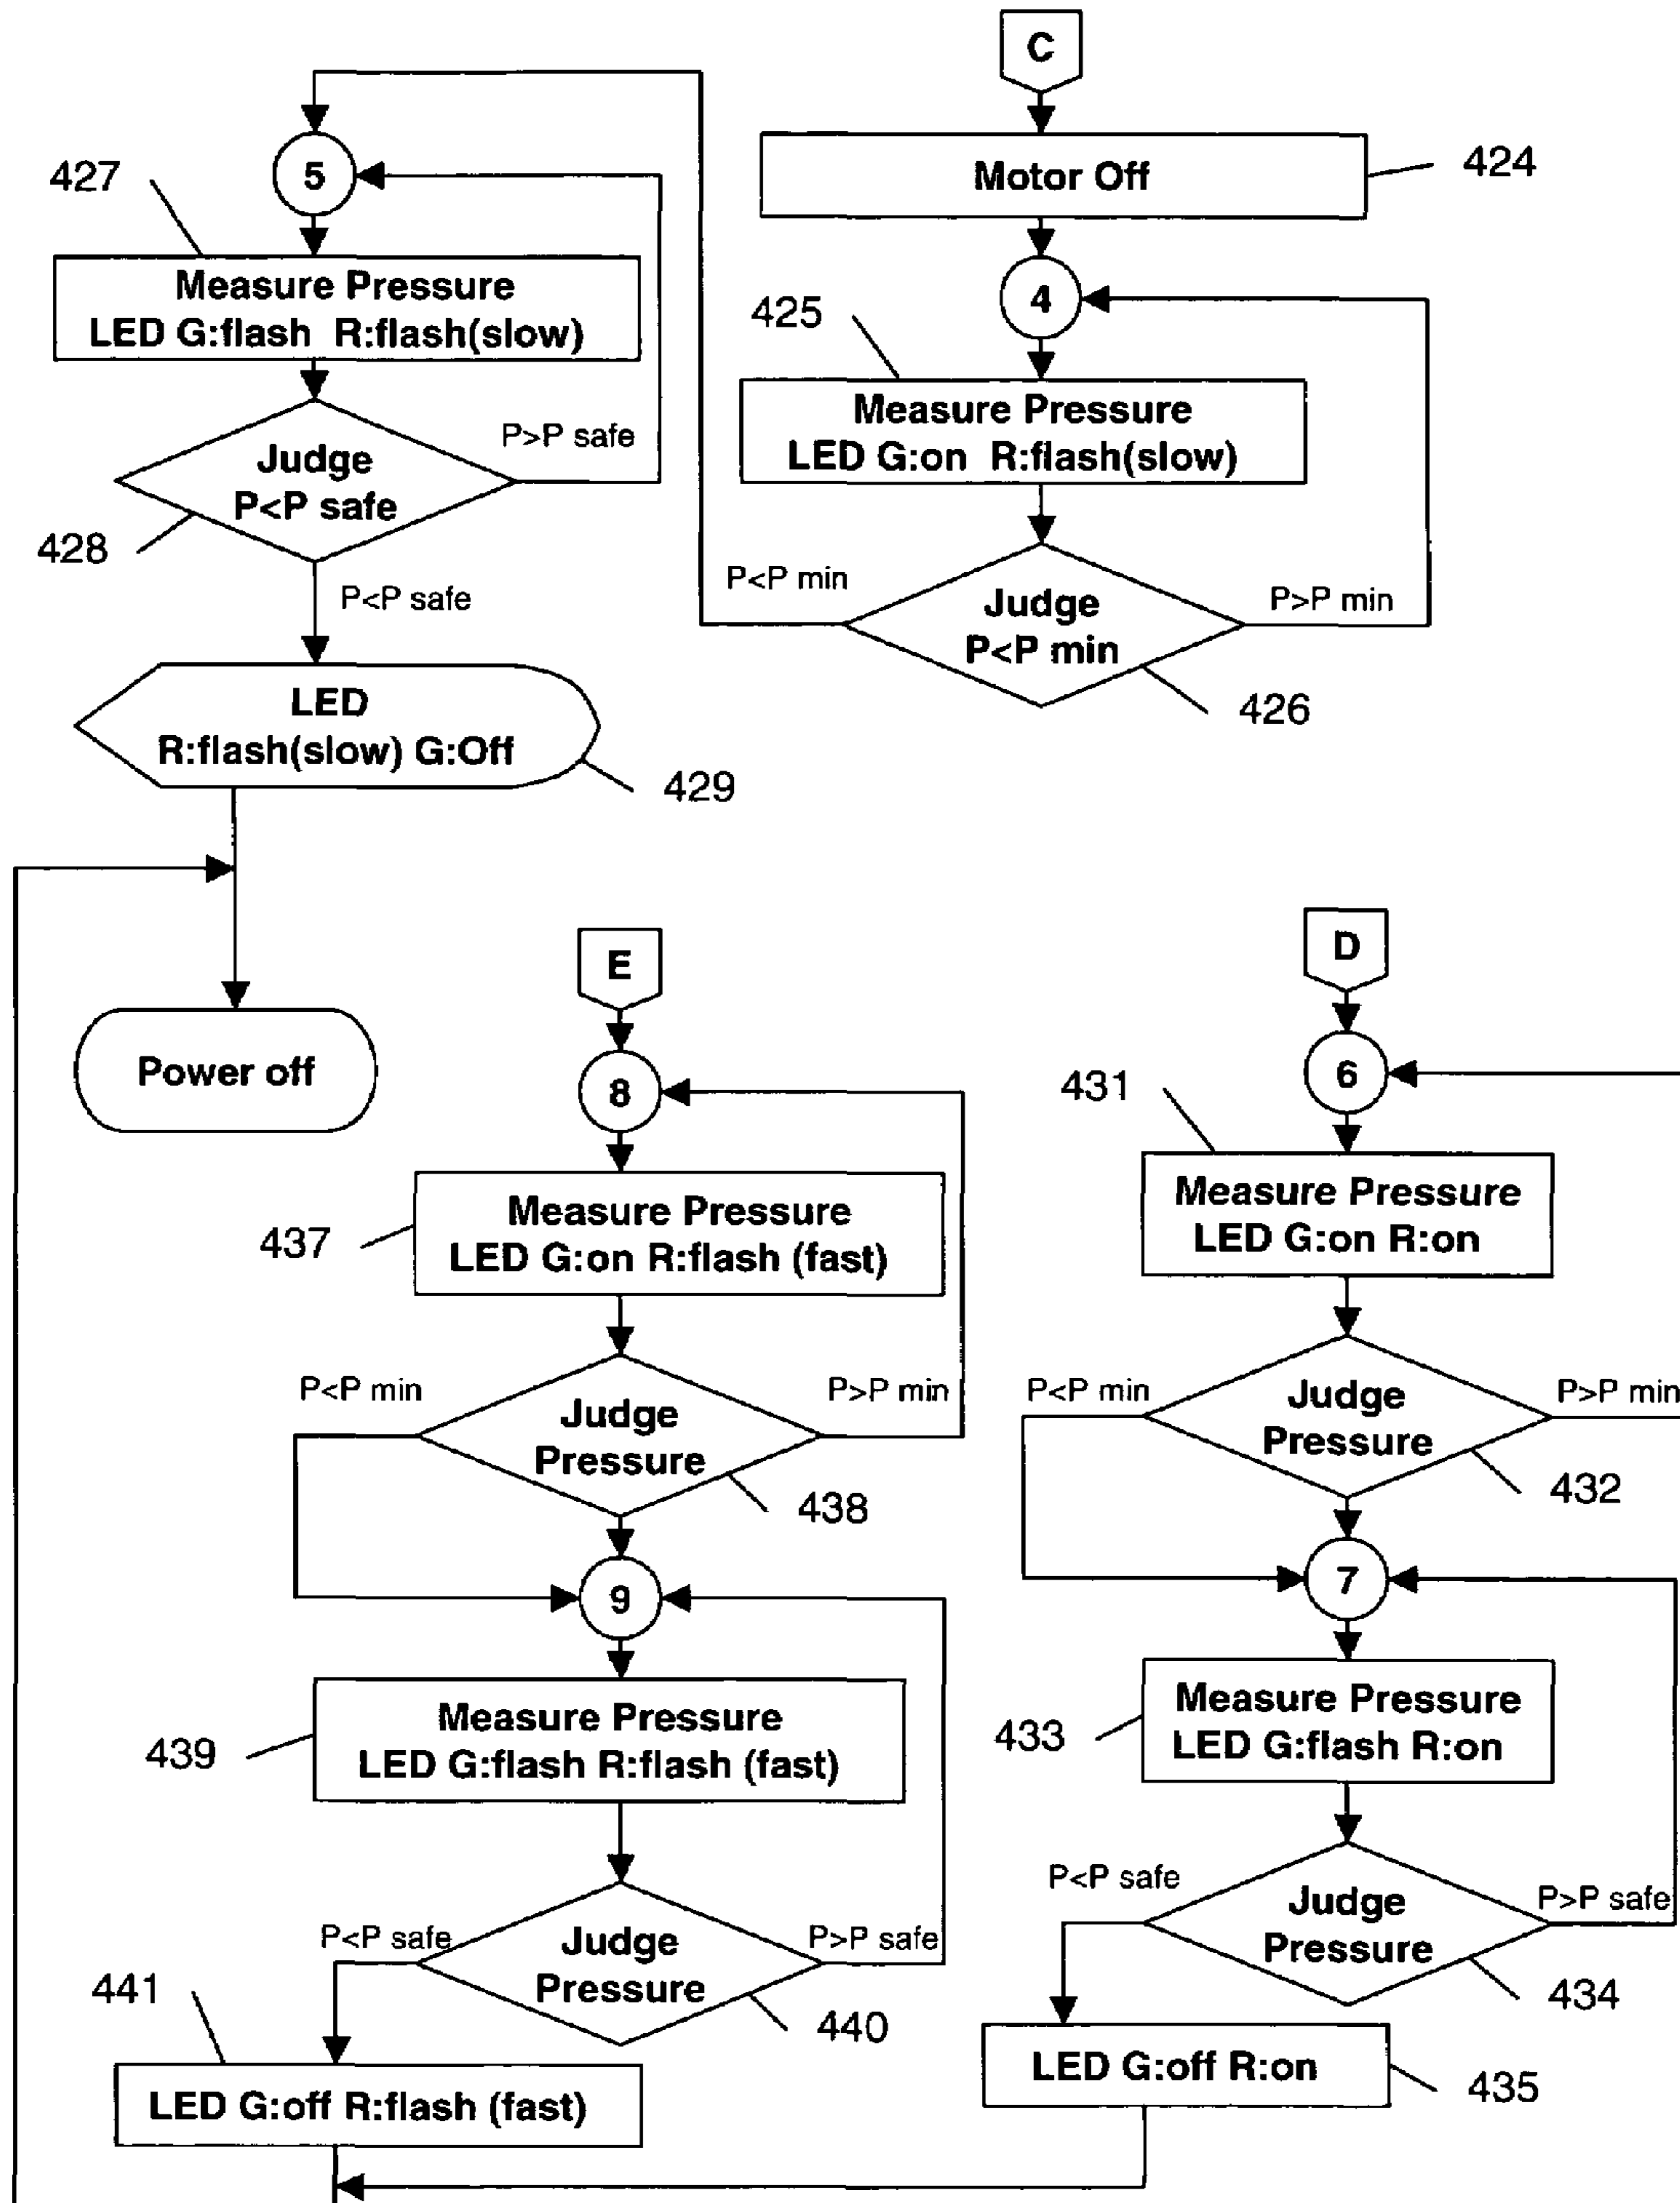 C
Motor Off
424
4
425
Measure Pressure
LED G:on R:flash(slow)
P<P min
Judge
P<P min
P>P min
426
5
427
Measure Pressure
LED G:flash R:flash(slow)
P>P safe
Judge
P<P safe
428
P<P safe
LED
R:flash(slow) G:Off
429
Power off
E
8
437
Measure Pressure
LED G:on R:flash (fast)
P<P min
P>P min
Judge
Pressure
438
9
439
Measure Pressure
LED G:flash R:flash (fast)
P<P safe
P>P safe
Judge
Pressure
440
441
LED G:off R:flash (fast)
D
6
431
Measure Pressure
LED G:on R:on
P<P min
P>P min
Judge
Pressure
432
7
433
Measure Pressure
LED G:flash R:on
P<P safe
P>P safe
Judge
Pressure
434
LED G:off R:on
435